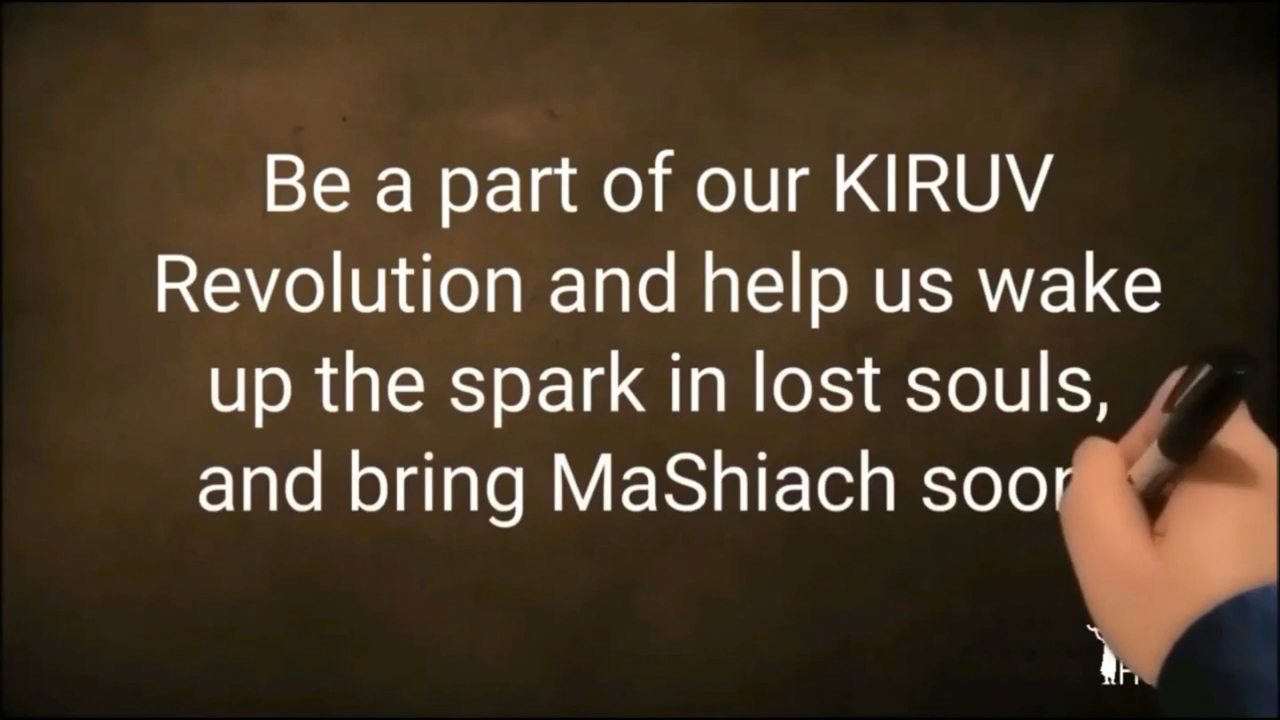 Be a part of our KIRUV
Revolution and help us wake
up the spark in lost souls,
and bring MaShiach